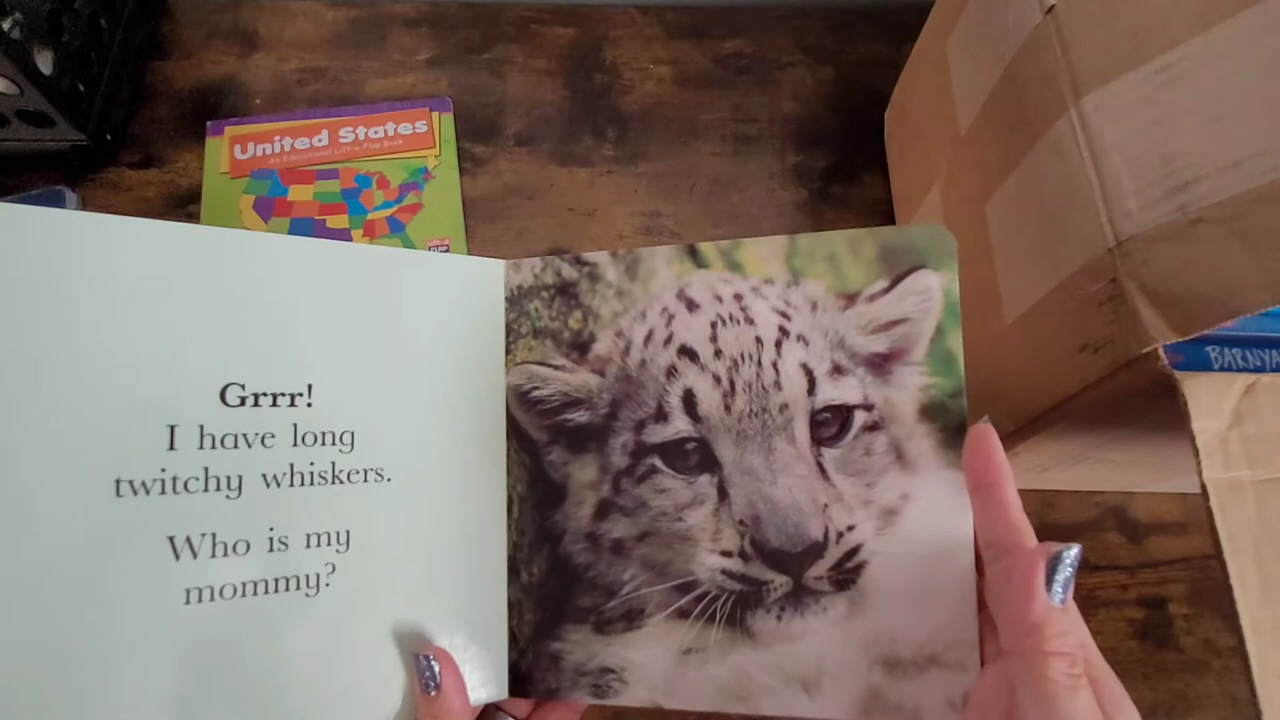 United States
An Educational Lift-a-Flap Book
Grrr!
I have long
twitchy whiskers.
Who is my
mommy?
BARNYA